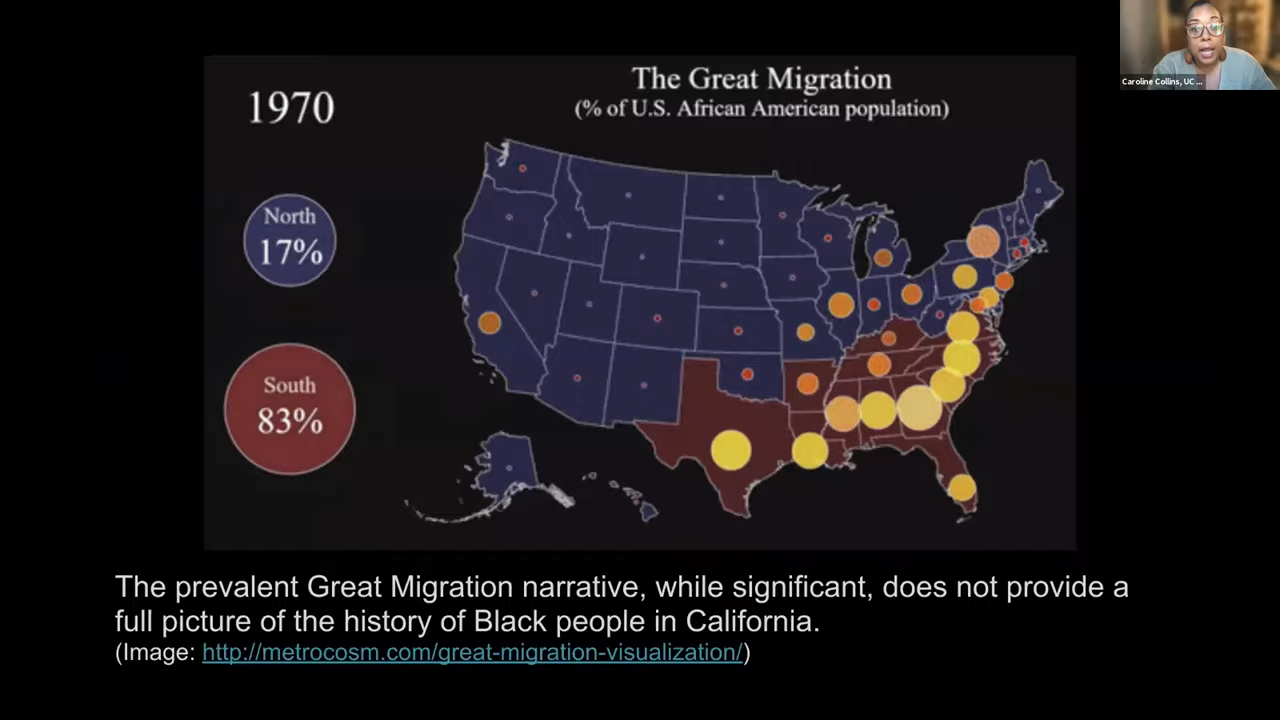 Caroline Collins, UC ...
The Great Migration
(% of U.S. African American population)
1970
North
17%
South
83%
The prevalent Great Migration narrative, while significant, does not provide a
full picture of the history of Black people in California.
(Image: http://metrocosm.com/great-migration-visualization/)